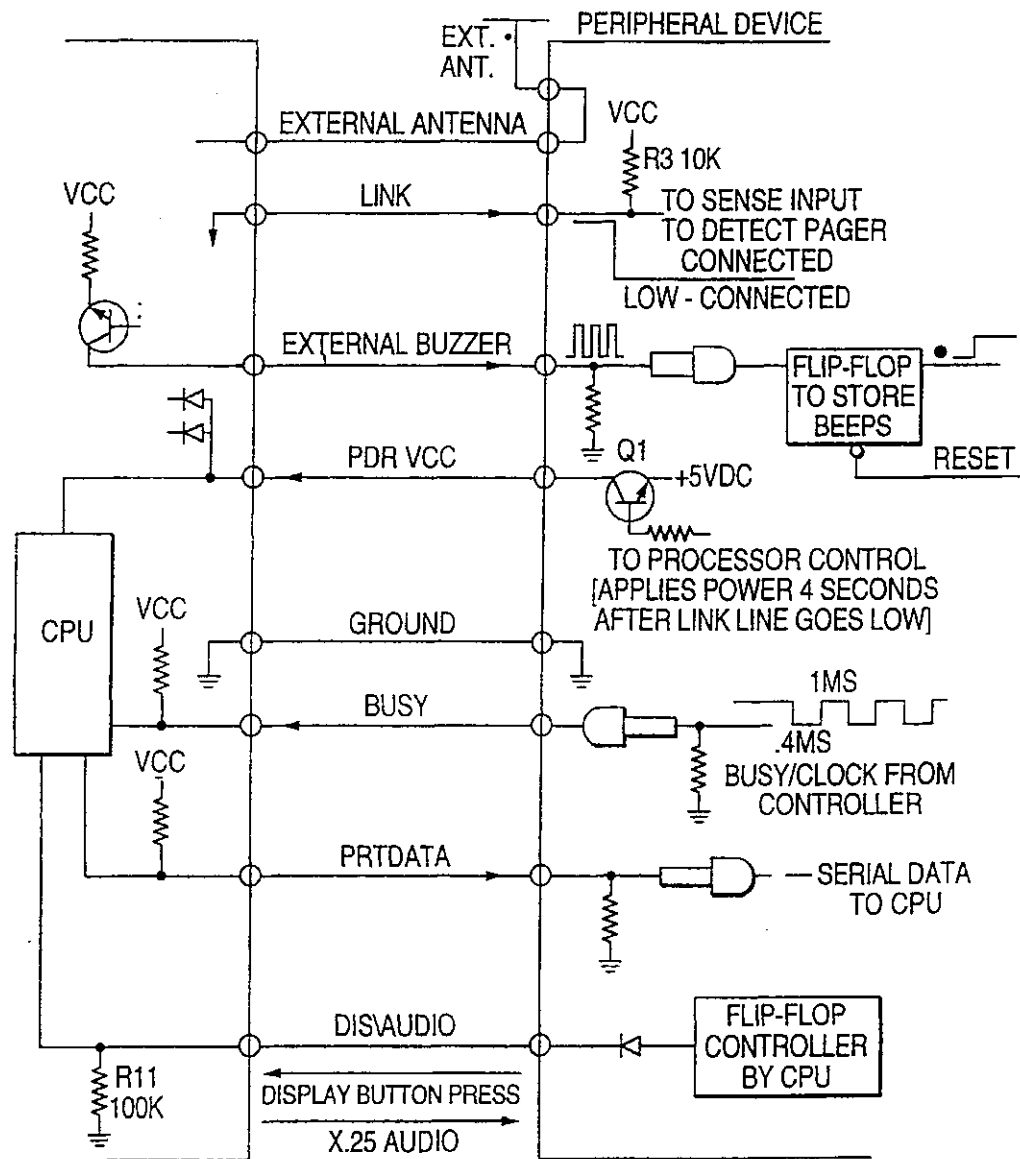 EXT.
ANT.
PERIPHERAL DEVICE
EXTERNAL ANTENNA
VCC
R3 10K
VCC
LINK
TO SENSE INPUT
TO DETECT PAGER
CONNECTED
LOW - CONNECTED
EXTERNAL BUZZER
FLIP-FLOP
TO STORE
BEEPS
RESET
PDR VCC
Q1
+5VDC
TO PROCESSOR CONTROL
[APPLIES POWER 4 SECONDS
AFTER LINK LINE GOES LOW]
CPU
VCC
GROUND
BUSY
1MS
.4MS
BUSY/CLOCK FROM
CONTROLLER
VCC
PRTDATA
SERIAL DATA
TO CPU
DIS\AUDIO
FLIP-FLOP
CONTROLLER
BY CPU
R11
100K
DISPLAY BUTTON PRESS
X.25 AUDIO